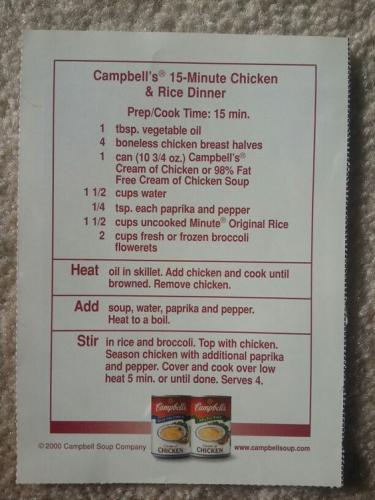 Campbell's® 15-Minute Chicken
& Rice Dinner
Prep/Cook Time: 15 min.
1 tbsp. vegetable oil
4 boneless chicken breast halves
1 can (10 3/4 oz.) Campbell's®
Cream of Chicken or 98% Fat
Free Cream of Chicken Soup
1 1/2 cups water
1/4 tsp. each paprika and pepper
1 1/2 cups uncooked Minute® Original Rice
2 cups fresh or frozen broccoli
flowerets
Heat oil in skillet. Add chicken and cook until
browned. Remove chicken.
Add soup, water, paprika and pepper.
Heat to a boil.
Stir in rice and broccoli. Top with chicken.
Season chicken with additional paprika
and pepper. Cover and cook over low
heat 5 min. or until done. Serves 4.
Campbell's Campbell's
CHICKEN CHICKEN
© 2000 Campbell Soup Company www.campbellsoup.com